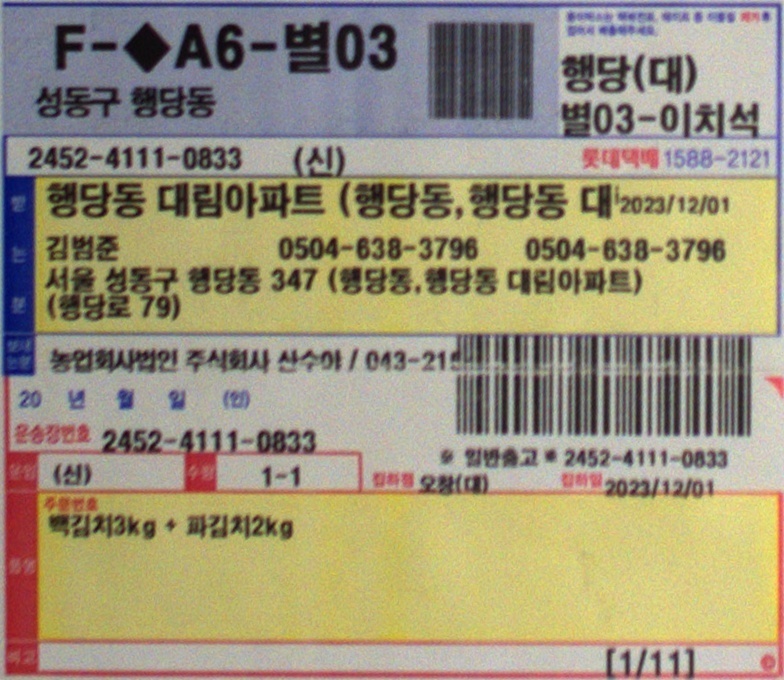 F-◆A6-별03
성동구 행당동
행당(대)
별03-이치석
2452-4111-0833 (신)
롯데택배 1588-2121
받는분
행당동 대림아파트 (행당동,행당동 대 2023/12/01
김범준 0504-638-3796 0504-638-3796
서울 성동구 행당동 347 (행당동,행당동 대림아파트)
(행당로 79)
농업회사법인 주식회사 산수야 / 043-215
20 년 월 일 (인)
운송장번호 2452-4111-0833
※ 일반출고 * 2452-4111-0833
운임 (신) 수량 1-1
집하점 오창(대) 집하일 2023/12/01
주문번호
백김치3kg + 파김치2kg
품명
비고
[1/11]